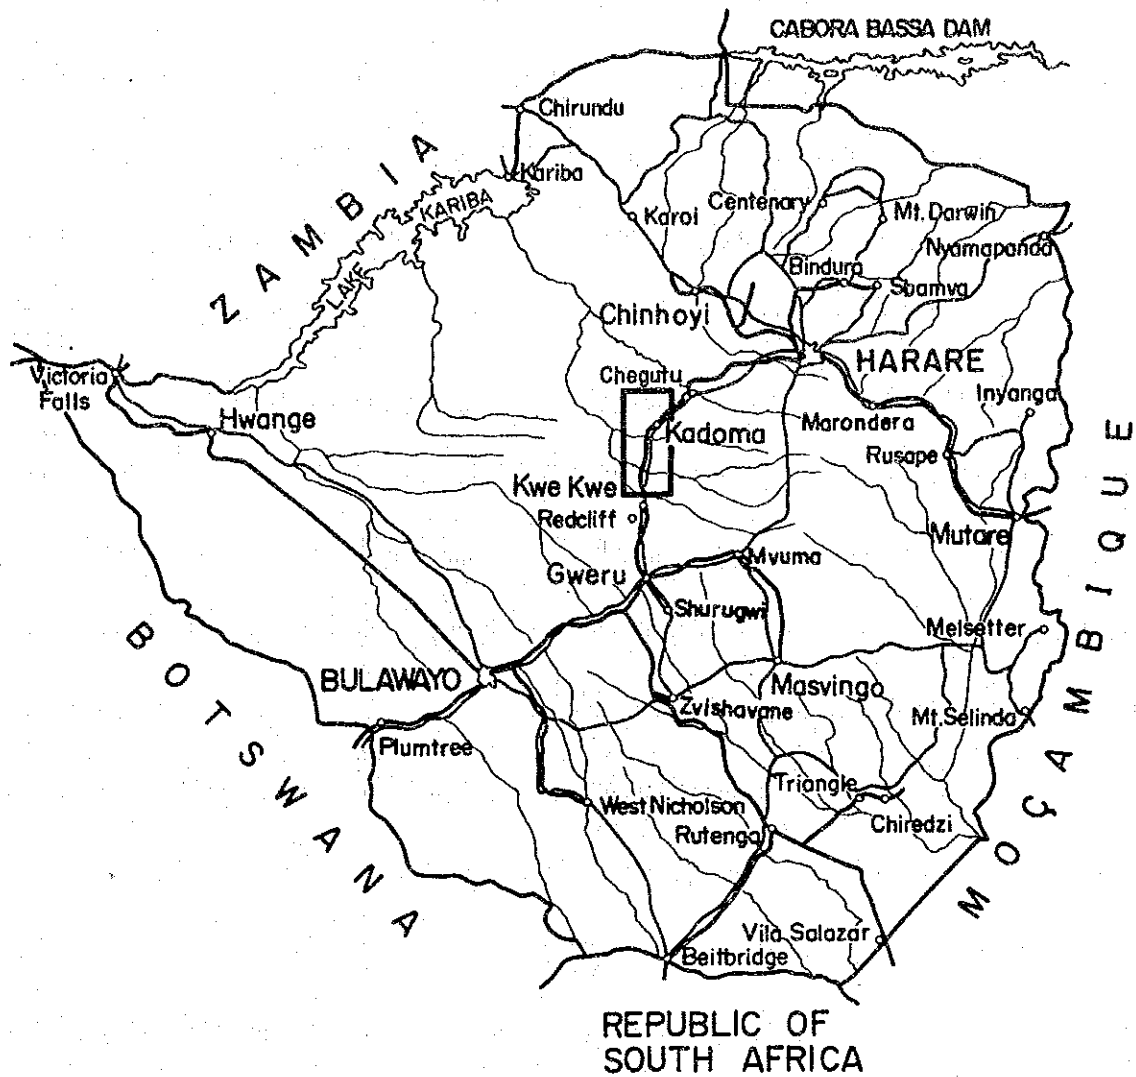 CABORA BASSA DAM
Chirundu
Kariba
ZAMBIA
LAKE KARIBA
Karoi
Centenary
Mt. Darwin
Nyamapanda
Bindura
Shamva
Chinhoyi
HARARE
Chegutu
Victoria
Falls
Hwange
Inyanga
Kadoma
Marondera
Rusape
Kwe Kwe
Redcliff
Mutare
Gweru
Mvuma
Shurugwi
Melsetter
BULAWAYO
Masvingo
Zvishavane
Mt. Selinda
Plumtree
Triangle
West Nicholson
Chiredzi
Rutenga
BOTSWANA
MOÇAMBIQUE
Vila Salazar
Beitbridge
REPUBLIC OF
SOUTH AFRICA